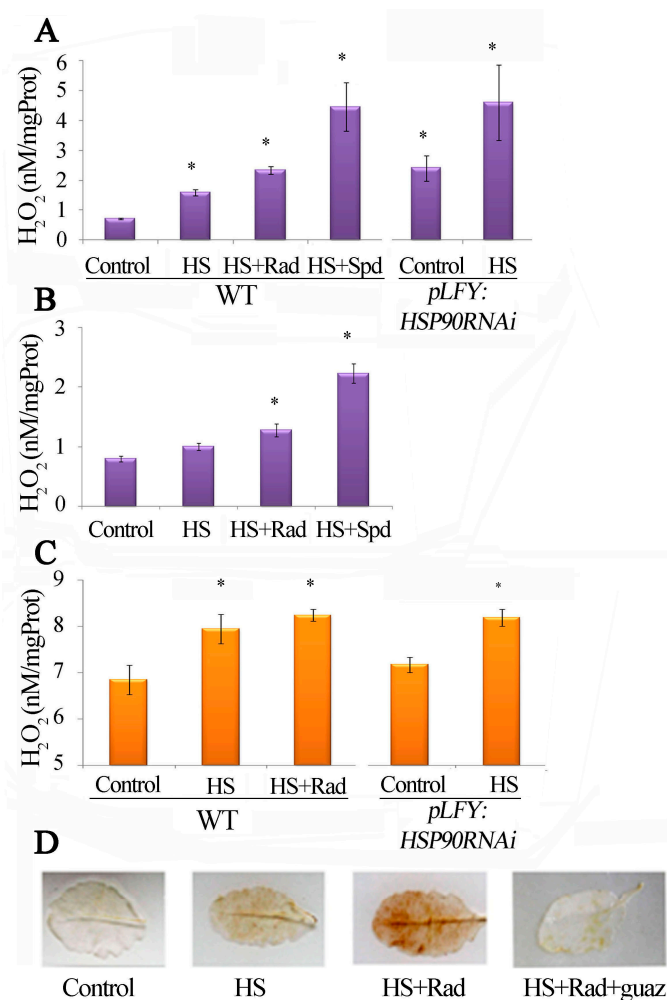 A
H2O2 (nM/mgProt)
6
5
4
3
2
1
0
* * * * *
Control HS HS+Rad HS+Spd Control HS
WT pLFY:
HSP90RNAi
B
H2O2 (nM/mgProt)
3
2
1
0
* *
Control HS HS+Rad HS+Spd
C
H2O2 (nM/mgProt)
9
8
7
6
5
* * *
Control HS HS+Rad Control HS
WT pLFY:
HSP90RNAi
D
Control HS HS+Rad HS+Rad+guaz